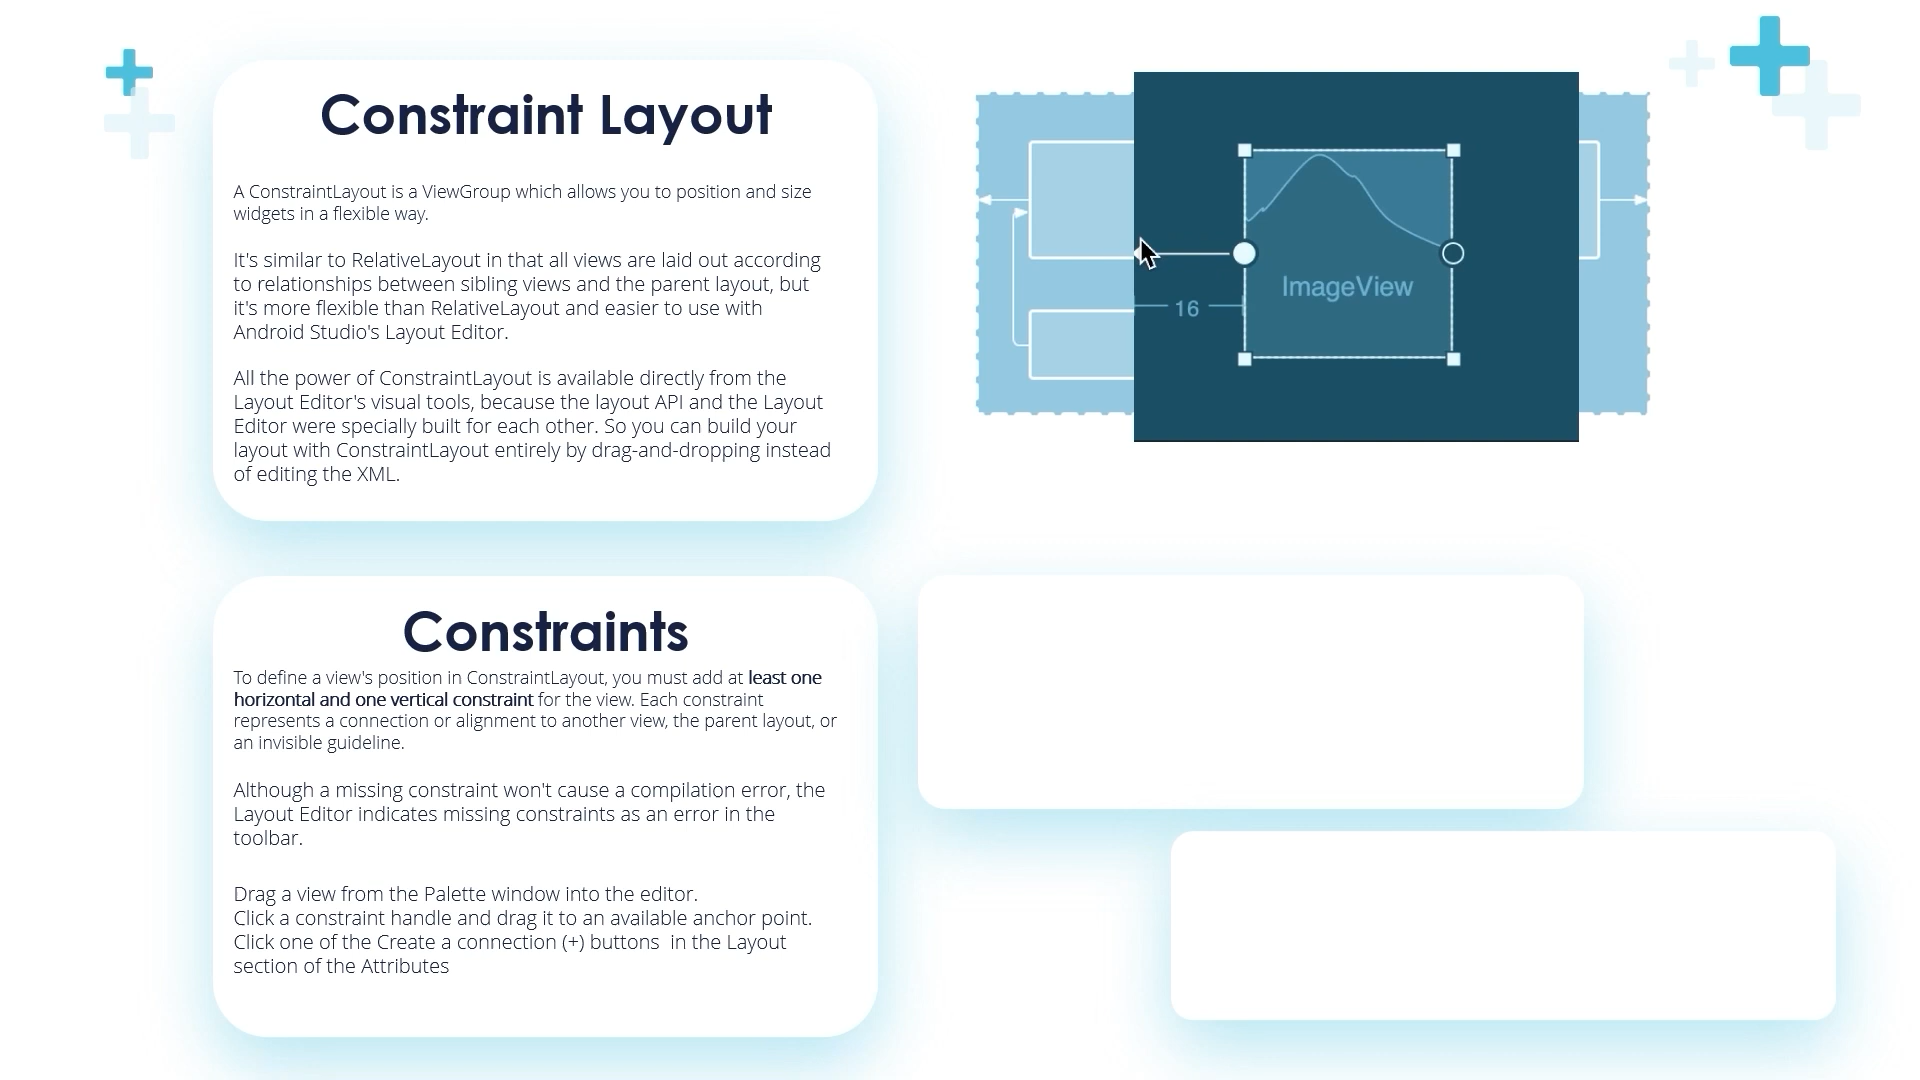 Constraint Layout
A ConstraintLayout is a ViewGroup which allows you to position and size
widgets in a flexible way.
It's similar to RelativeLayout in that all views are laid out according
to relationships between sibling views and the parent layout, but
it's more flexible than RelativeLayout and easier to use with
Android Studio's Layout Editor.
All the power of ConstraintLayout is available directly from the
Layout Editor's visual tools, because the layout API and the Layout
Editor were specially built for each other. So you can build your
layout with ConstraintLayout entirely by drag-and-dropping instead
of editing the XML.
ImageView
16
Constraints
To define a view's position in ConstraintLayout, you must add at least one
horizontal and one vertical constraint for the view. Each constraint
represents a connection or alignment to another view, the parent layout, or
an invisible guideline.
Although a missing constraint won't cause a compilation error, the
Layout Editor indicates missing constraints as an error in the
toolbar.
Drag a view from the Palette window into the editor.
Click a constraint handle and drag it to an available anchor point.
Click one of the Create a connection (+) buttons  in the Layout
section of the Attributes